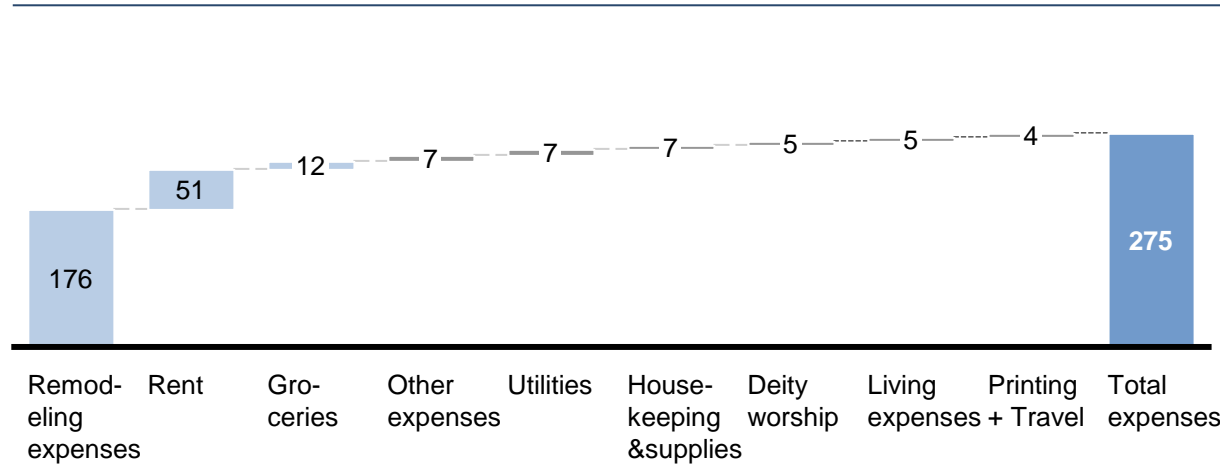 176
51
12
7
7
7
5
5
4
275
Remod-
eling
expenses
Rent
Gro-
ceries
Other
expenses
Utilities
House-
keeping
&supplies
Deity
worship
Living
expenses
Printing
+ Travel
Total
expenses